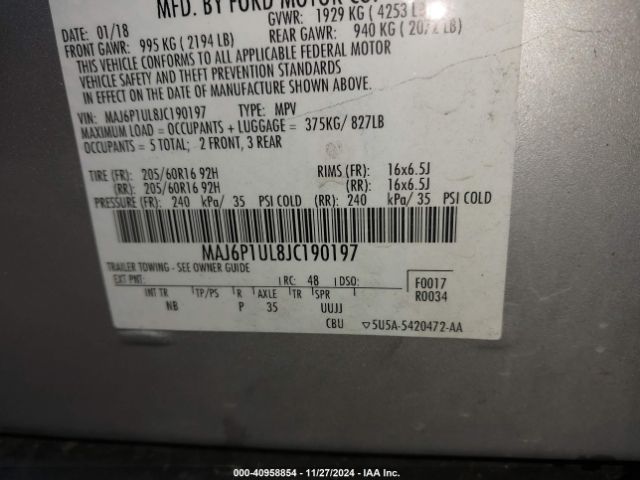 MFD. BY FORD MOTOR CO.
DATE: 01/18 GVWR: 1929 KG ( 4253 LB
FRONT GAWR: 995 KG ( 2194 LB) REAR GAWR: 940 KG ( 2072 LB)
THIS VEHICLE CONFORMS TO ALL APPLICABLE FEDERAL MOTOR
VEHICLE SAFETY AND THEFT PREVENTION STANDARDS IN
EFFECT ON THE DATE OF MANUFACTURE SHOWN ABOVE.
VIN: MAJ6P1UL8JC190197 TYPE: MPV
MAXIMUM LOAD = OCCUPANTS + LUGGAGE = 375KG/ 827LB
OCCUPANTS = 5 TOTAL; 2 FRONT, 3 REAR
TIRE (FR): 205/60R16 92H RIMS (FR): 16x6.5J
(RR): 205/60R16 92H (RR): 16x6.5J
PRESSURE (FR): 240 kPa/ 35 PSI COLD (RR): 240 kPa/ 35 PSI COLD
MAJ6P1UL8JC190197
TRAILER TOWING - SEE OWNER GUIDE
EXT PNT: RC: 48 DSO: F0017
INT TR TP/PS R AXLE TR SPR R0034
NB P 35 UUJJ
CBU ▽5U5A-5420472-AA
000-40958854 - 11/27/2024 - IAA Inc.